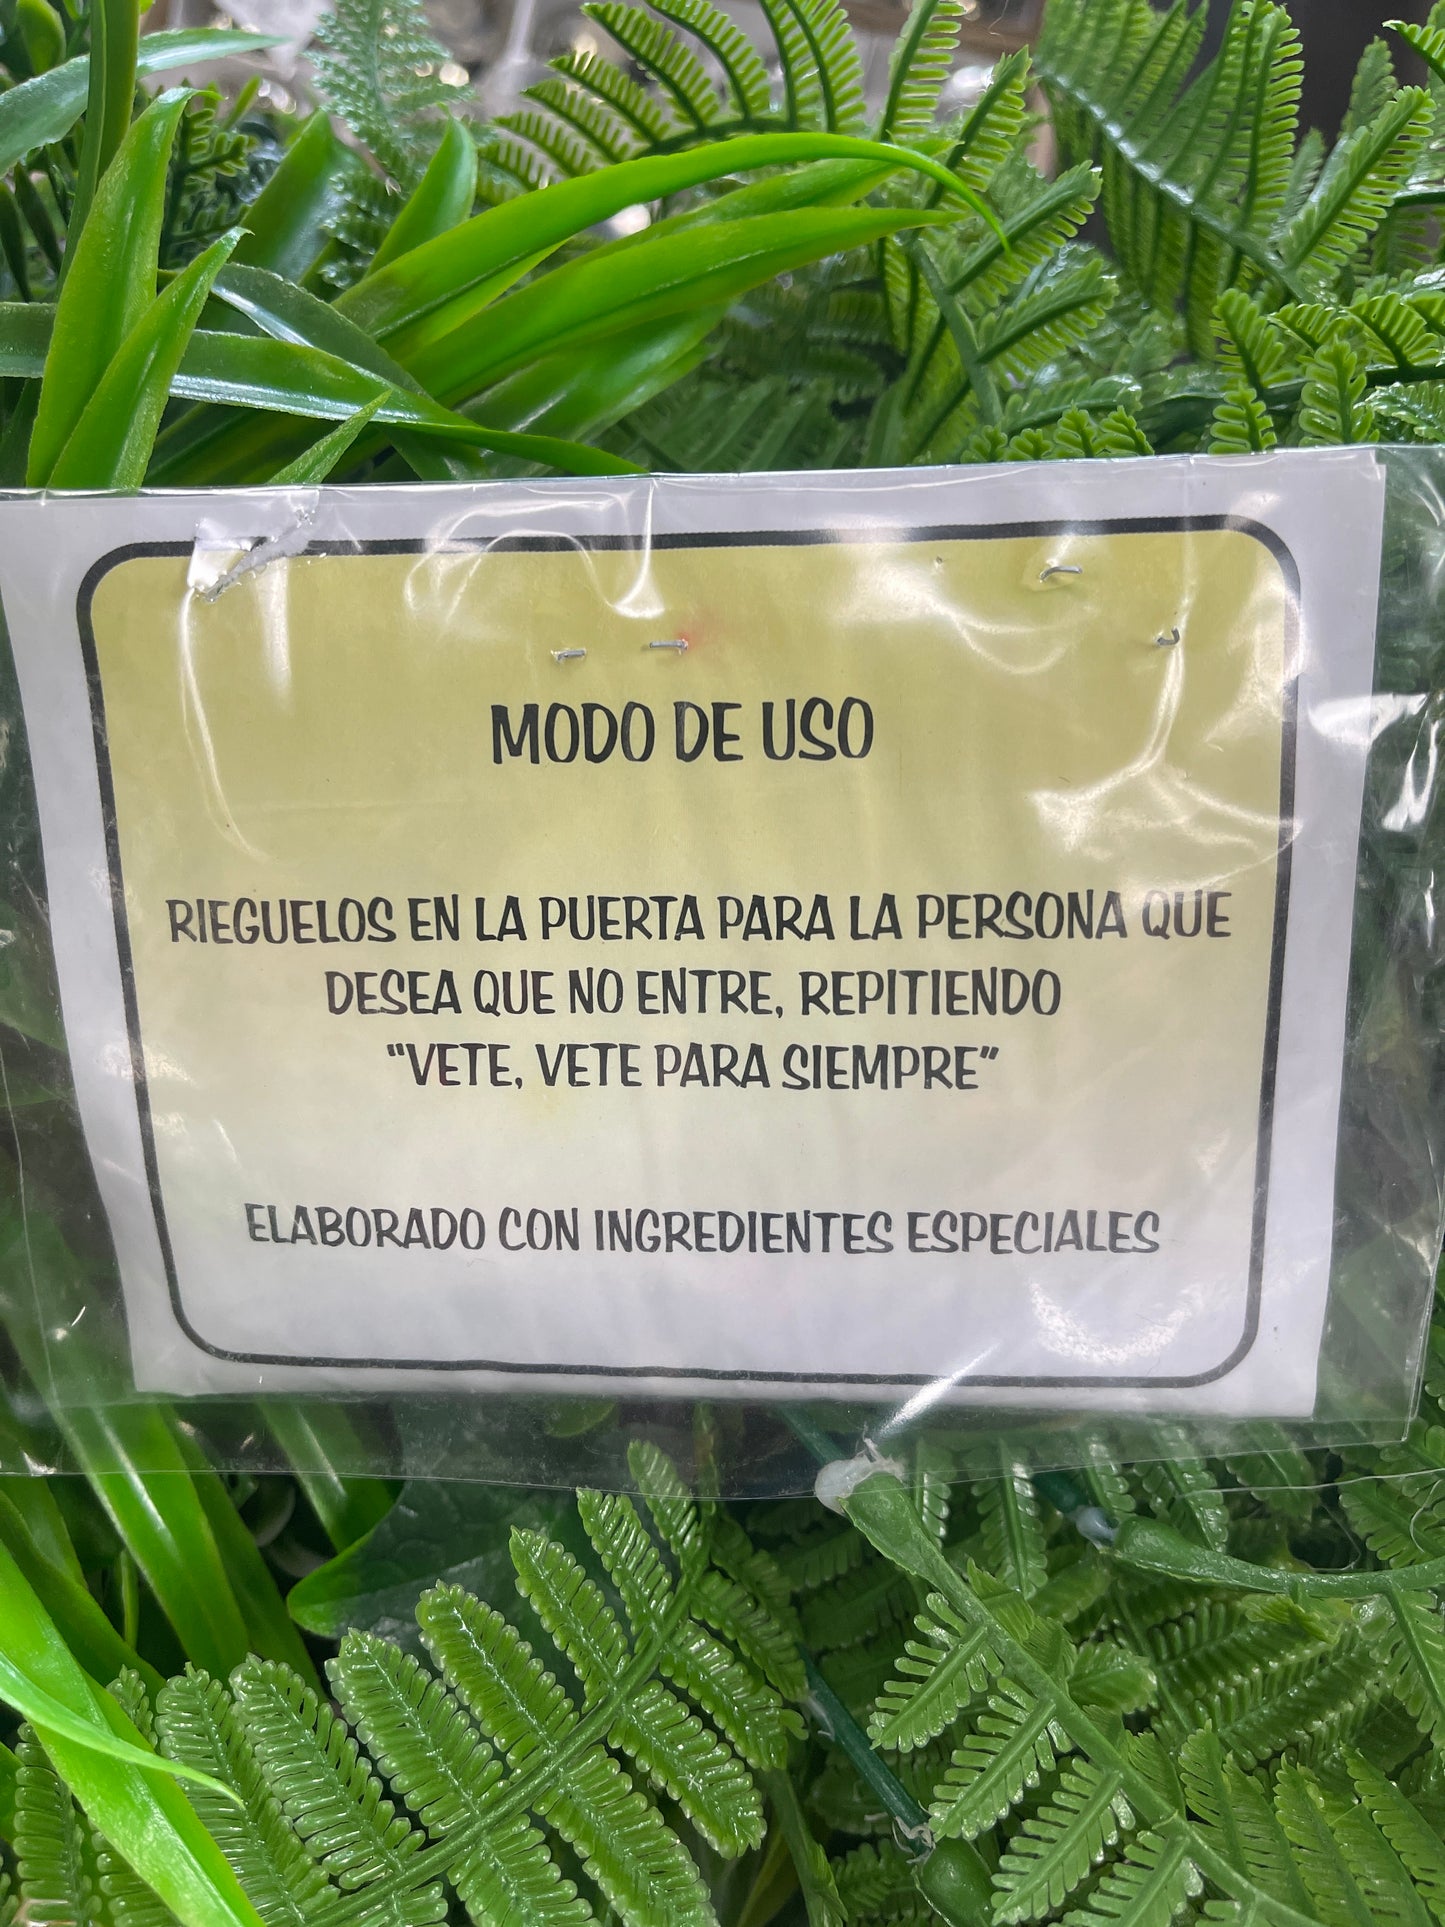 MODO DE USO
RIEGUELOS EN LA PUERTA PARA LA PERSONA QUE
DESEA QUE NO ENTRE, REPITIENDO
"VETE, VETE PARA SIEMPRE"
ELABORADO CON INGREDIENTES ESPECIALES